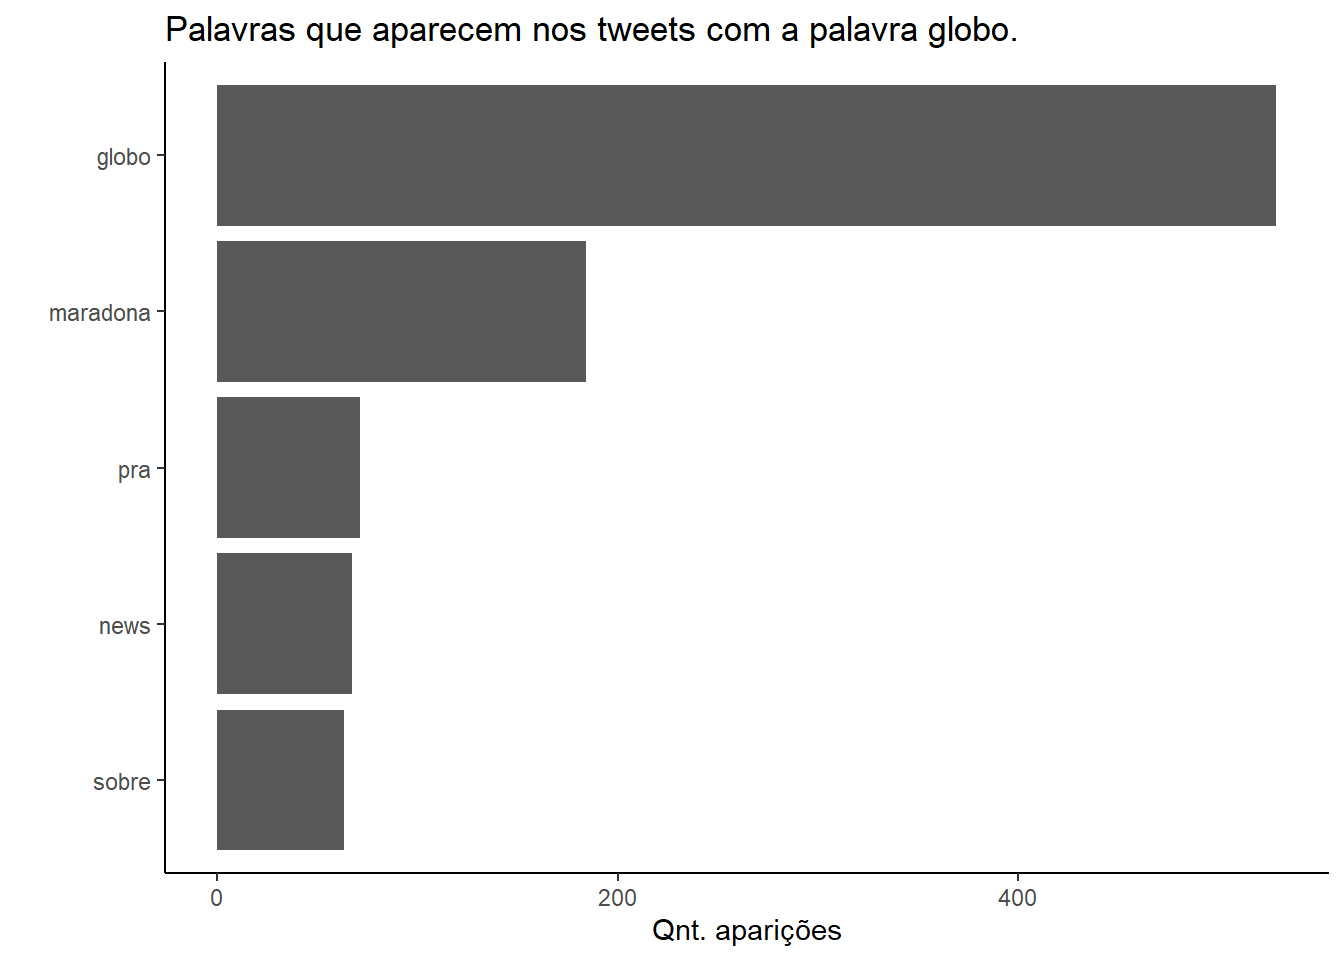 Palavras que aparecem nos tweets com a palavra globo.
globo
maradona
pra
news
sobre
0 200 400
Qnt. aparições